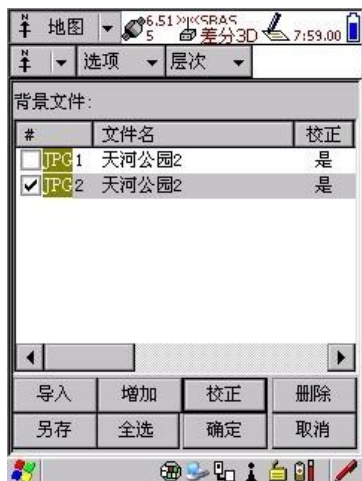 地图 6.51 SBAS
5 差分3D 7:59.00
选项 层次
背景文件:
# 文件名 校正
JPG 1 天河公园2 是
JPG 2 天河公园2 是
导入 增加 校正 删除
另存 全选 确定 取消